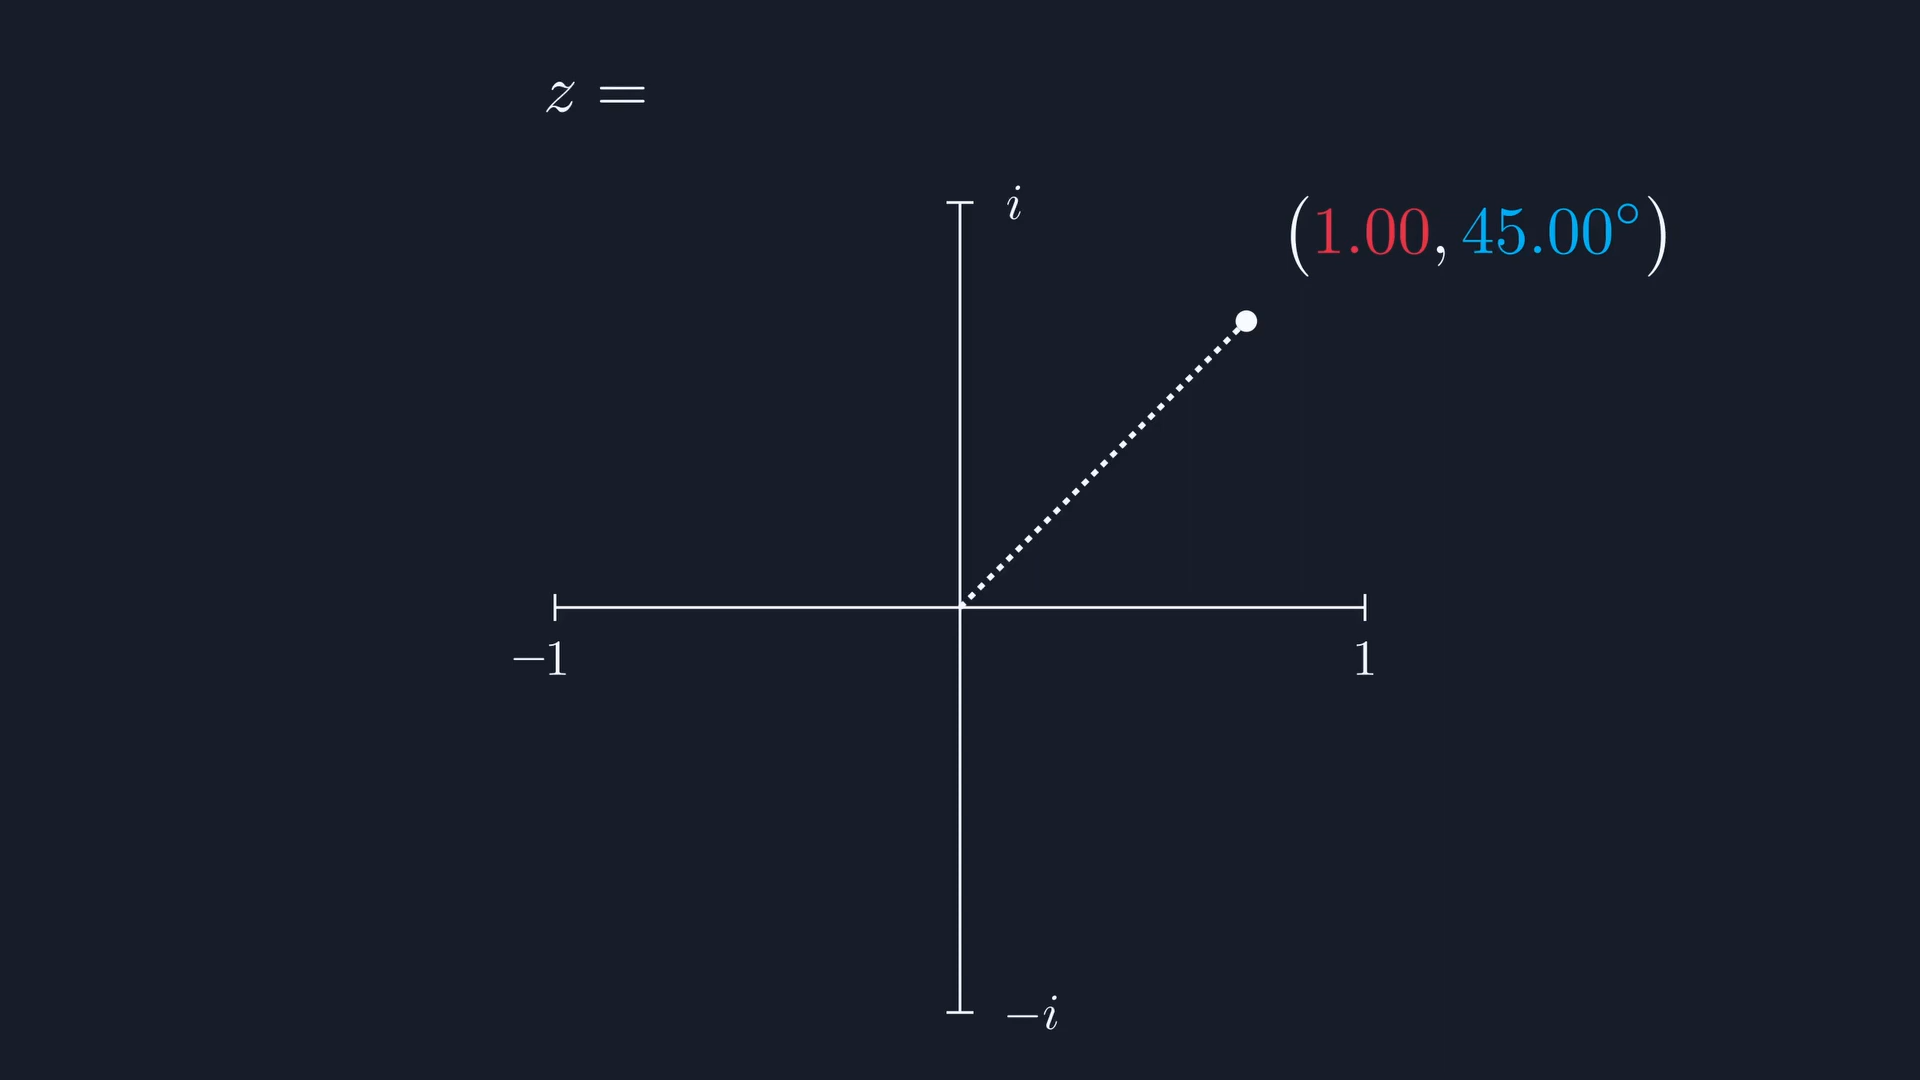 z =
i
(1.00, 45.00°)
−1
1
−i